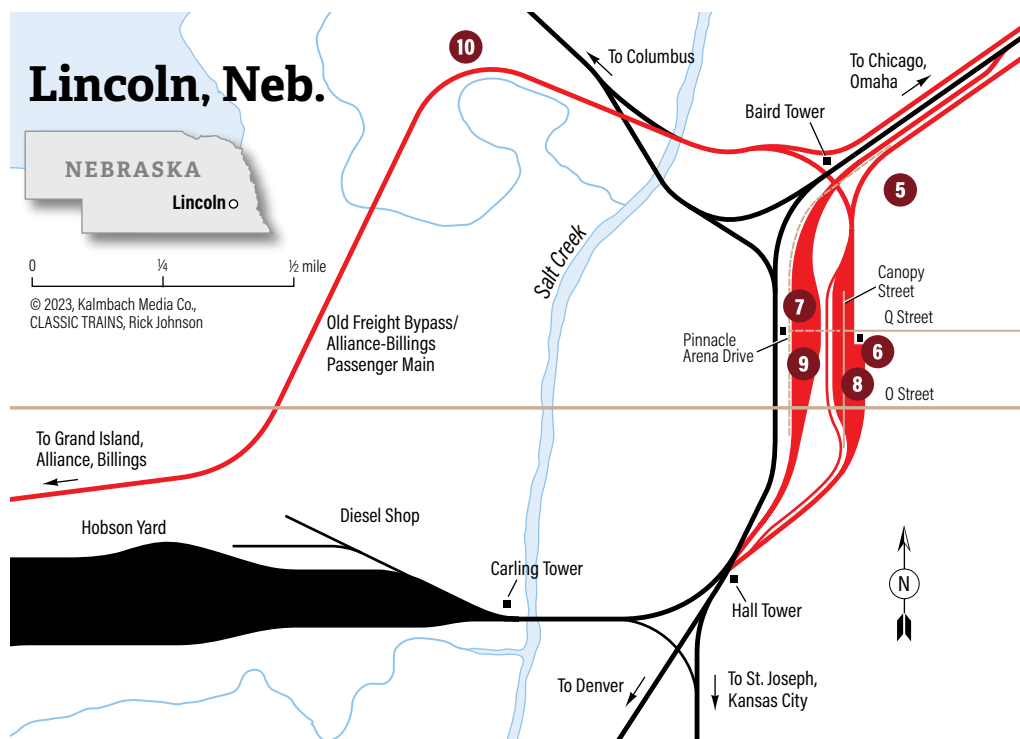 Lincoln, Neb.
NEBRASKA
Lincoln
0
¼
½ mile
© 2023, Kalmbach Media Co.,
CLASSIC TRAINS, Rick Johnson
10
To Columbus
To Chicago,
Omaha
Baird Tower
5
Salt Creek
Canopy
Street
Q Street
7
Pinnacle
Arena Drive
6
9
8
O Street
Old Freight Bypass/
Alliance-Billings
Passenger Main
To Grand Island,
Alliance, Billings
Hobson Yard
Diesel Shop
Carling Tower
Hall Tower
N
To Denver
To St. Joseph,
Kansas City